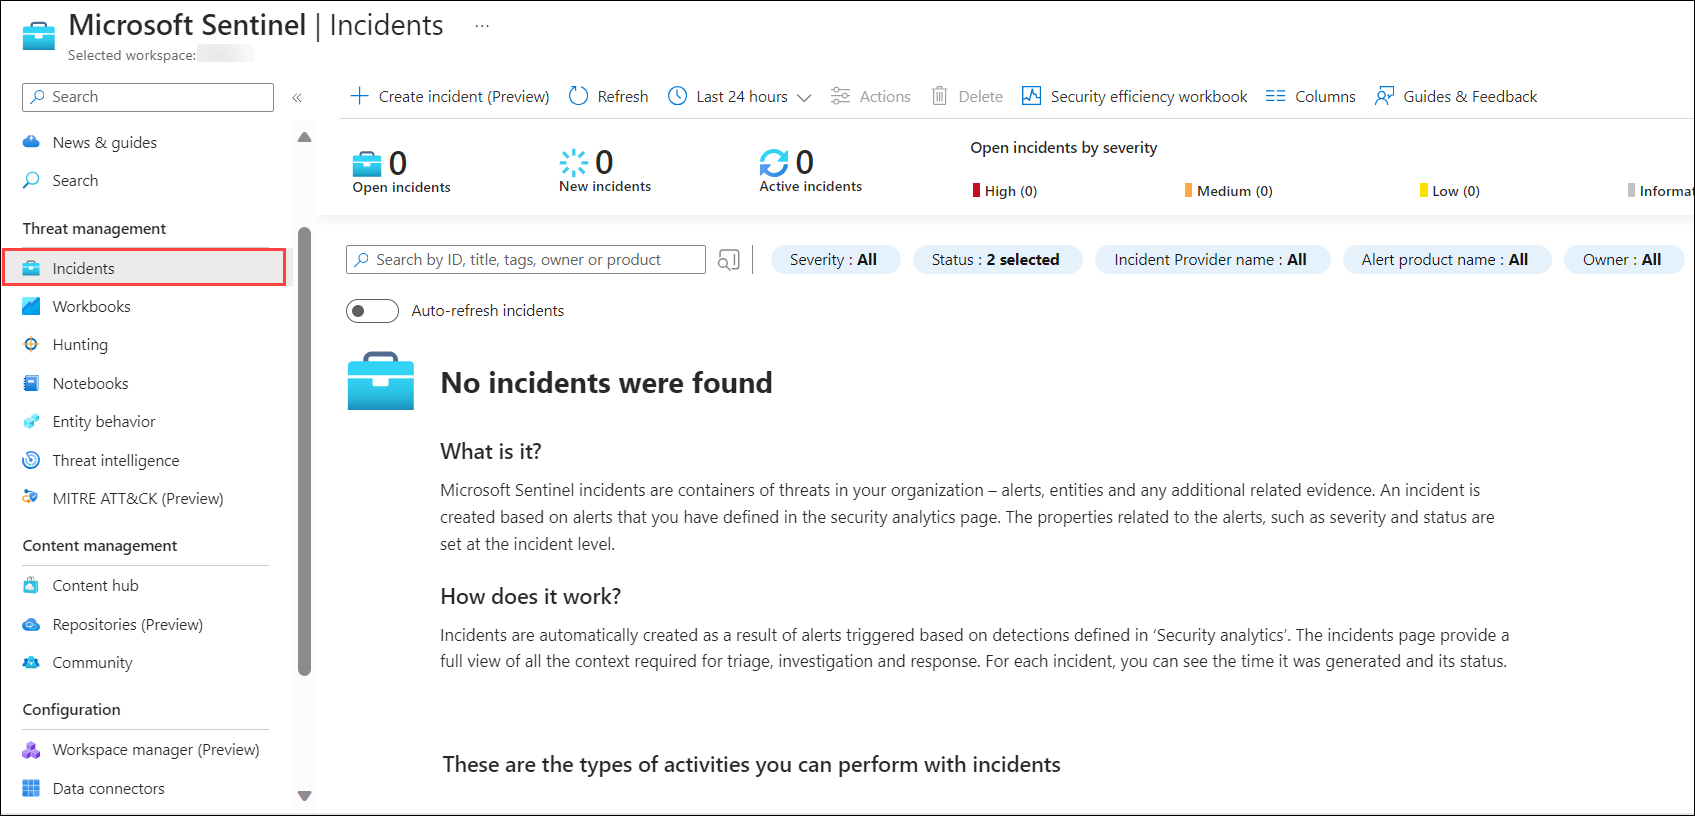 Microsoft Sentinel | Incidents ...
Selected workspace:
Search
«
News & guides
Search
Threat management
Incidents
Workbooks
Hunting
Notebooks
Entity behavior
Threat intelligence
MITRE ATT&CK (Preview)
Content management
Content hub
Repositories (Preview)
Community
Configuration
Workspace manager (Preview)
Data connectors
Create incident (Preview) Refresh Last 24 hours Actions Delete Security efficiency workbook Columns Guides & Feedback
0
Open incidents
0
New incidents
0
Active incidents
Open incidents by severity
High (0) Medium (0) Low (0) Informat
Search by ID, title, tags, owner or product
Severity : All Status : 2 selected Incident Provider name : All Alert product name : All Owner : All
Auto-refresh incidents
No incidents were found
What is it?
Microsoft Sentinel incidents are containers of threats in your organization – alerts, entities and any additional related evidence. An incident is
created based on alerts that you have defined in the security analytics page. The properties related to the alerts, such as severity and status are
set at the incident level.
How does it work?
Incidents are automatically created as a result of alerts triggered based on detections defined in ‘Security analytics’. The incidents page provide a
full view of all the context required for triage, investigation and response. For each incident, you can see the time it was generated and its status.
These are the types of activities you can perform with incidents